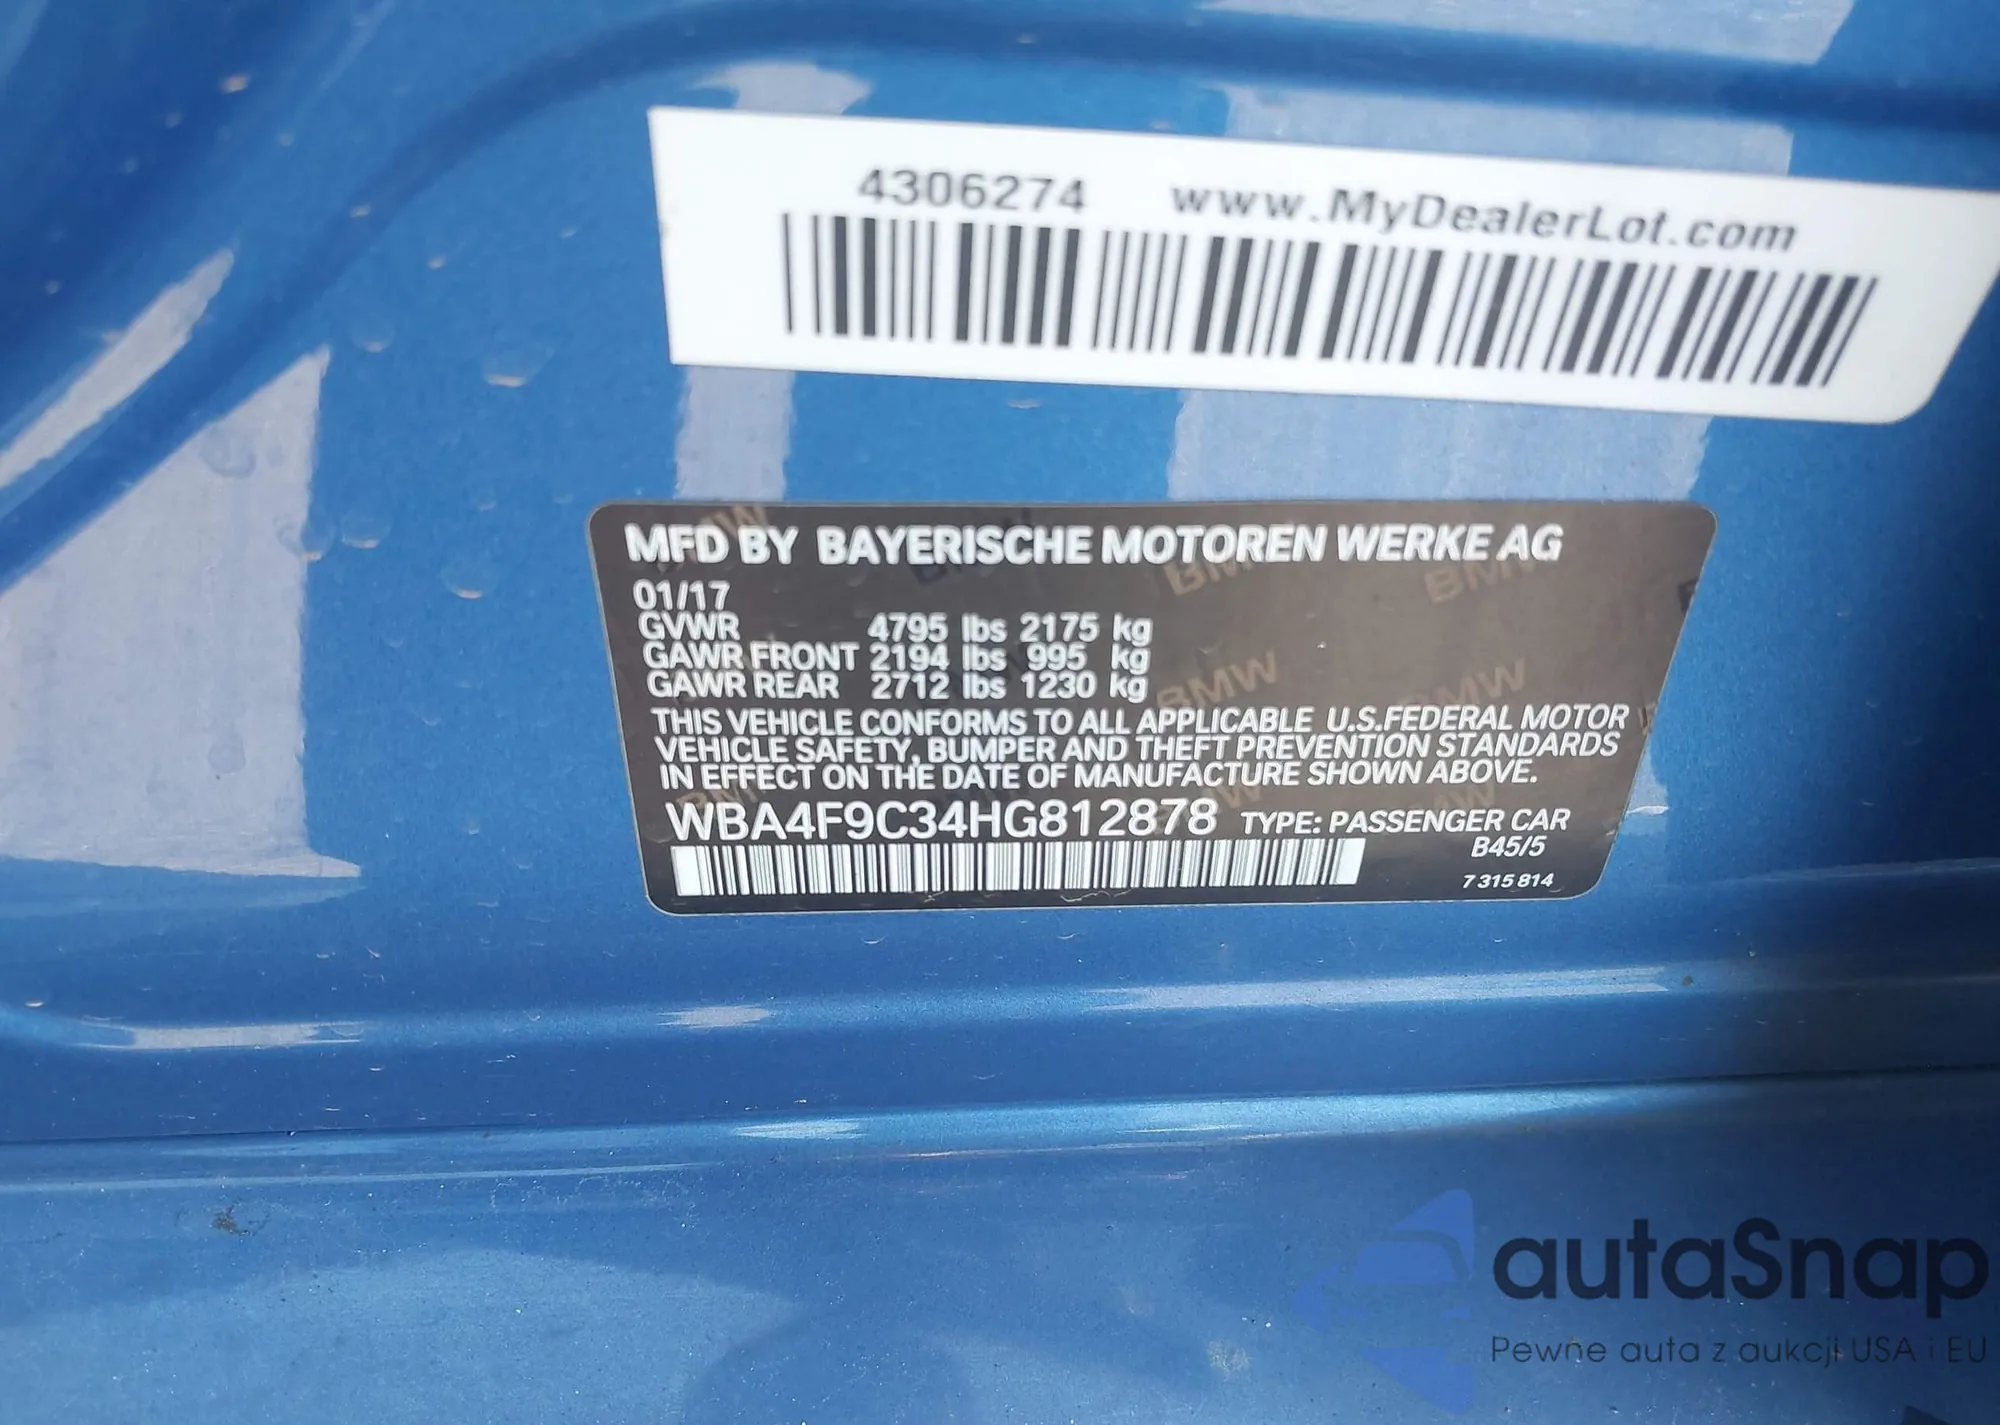 4306274 www.MyDealerLot.com
MFD BY BAYERISCHE MOTOREN WERKE AG
01/17
GVWR 4795 lbs 2175 kg
GAWR FRONT 2194 lbs 995 kg
GAWR REAR 2712 lbs 1230 kg
THIS VEHICLE CONFORMS TO ALL APPLICABLE U.S.FEDERAL MOTOR
VEHICLE SAFETY, BUMPER AND THEFT PREVENTION STANDARDS
IN EFFECT ON THE DATE OF MANUFACTURE SHOWN ABOVE.
WBA4F9C34HG812878 TYPE: PASSENGER CAR
B45/5
7 315 814
autaSnap
Pewne auta z aukcji USA i EU